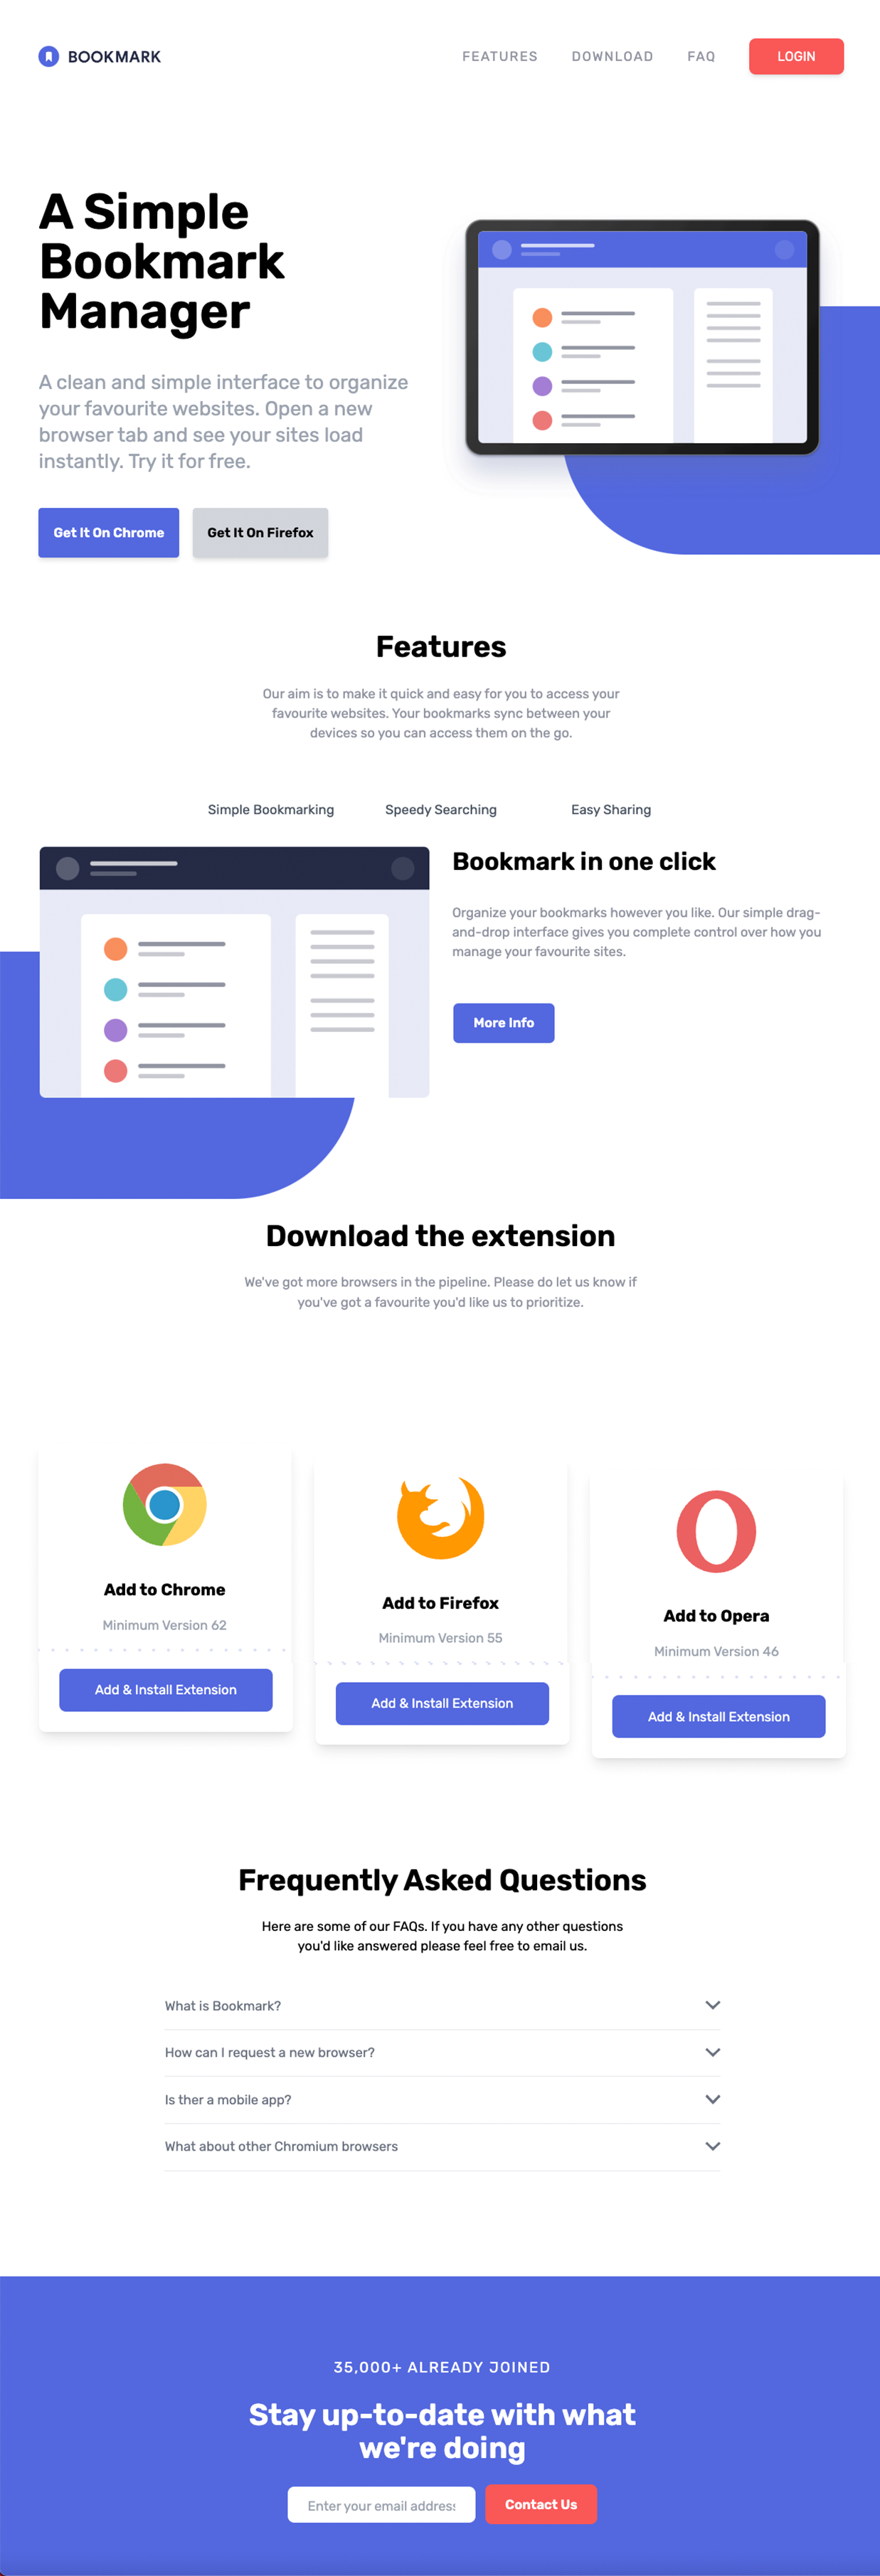 BOOKMARK
FEATURES
DOWNLOAD
FAQ
LOGIN
A Simple
Bookmark
Manager
A clean and simple interface to organize
your favourite websites. Open a new
browser tab and see your sites load
instantly. Try it for free.
Get It On Chrome
Get It On Firefox
Features
Our aim is to make it quick and easy for you to access your
favourite websites. Your bookmarks sync between your
devices so you can access them on the go.
Simple Bookmarking
Speedy Searching
Easy Sharing
Bookmark in one click
Organize your bookmarks however you like. Our simple drag-
and-drop interface gives you complete control over how you
manage your favourite sites.
More Info
Download the extension
We've got more browsers in the pipeline. Please do let us know if
you've got a favourite you'd like us to prioritize.
Add to Chrome
Minimum Version 62
Add & Install Extension
Add to Firefox
Minimum Version 55
Add & Install Extension
Add to Opera
Minimum Version 46
Add & Install Extension
Frequently Asked Questions
Here are some of our FAQs. If you have any other questions
you'd like answered please feel free to email us.
What is Bookmark?
How can I request a new browser?
Is ther a mobile app?
What about other Chromium browsers
35,000+ ALREADY JOINED
Stay up-to-date with what
we're doing
Enter your email address
Contact Us